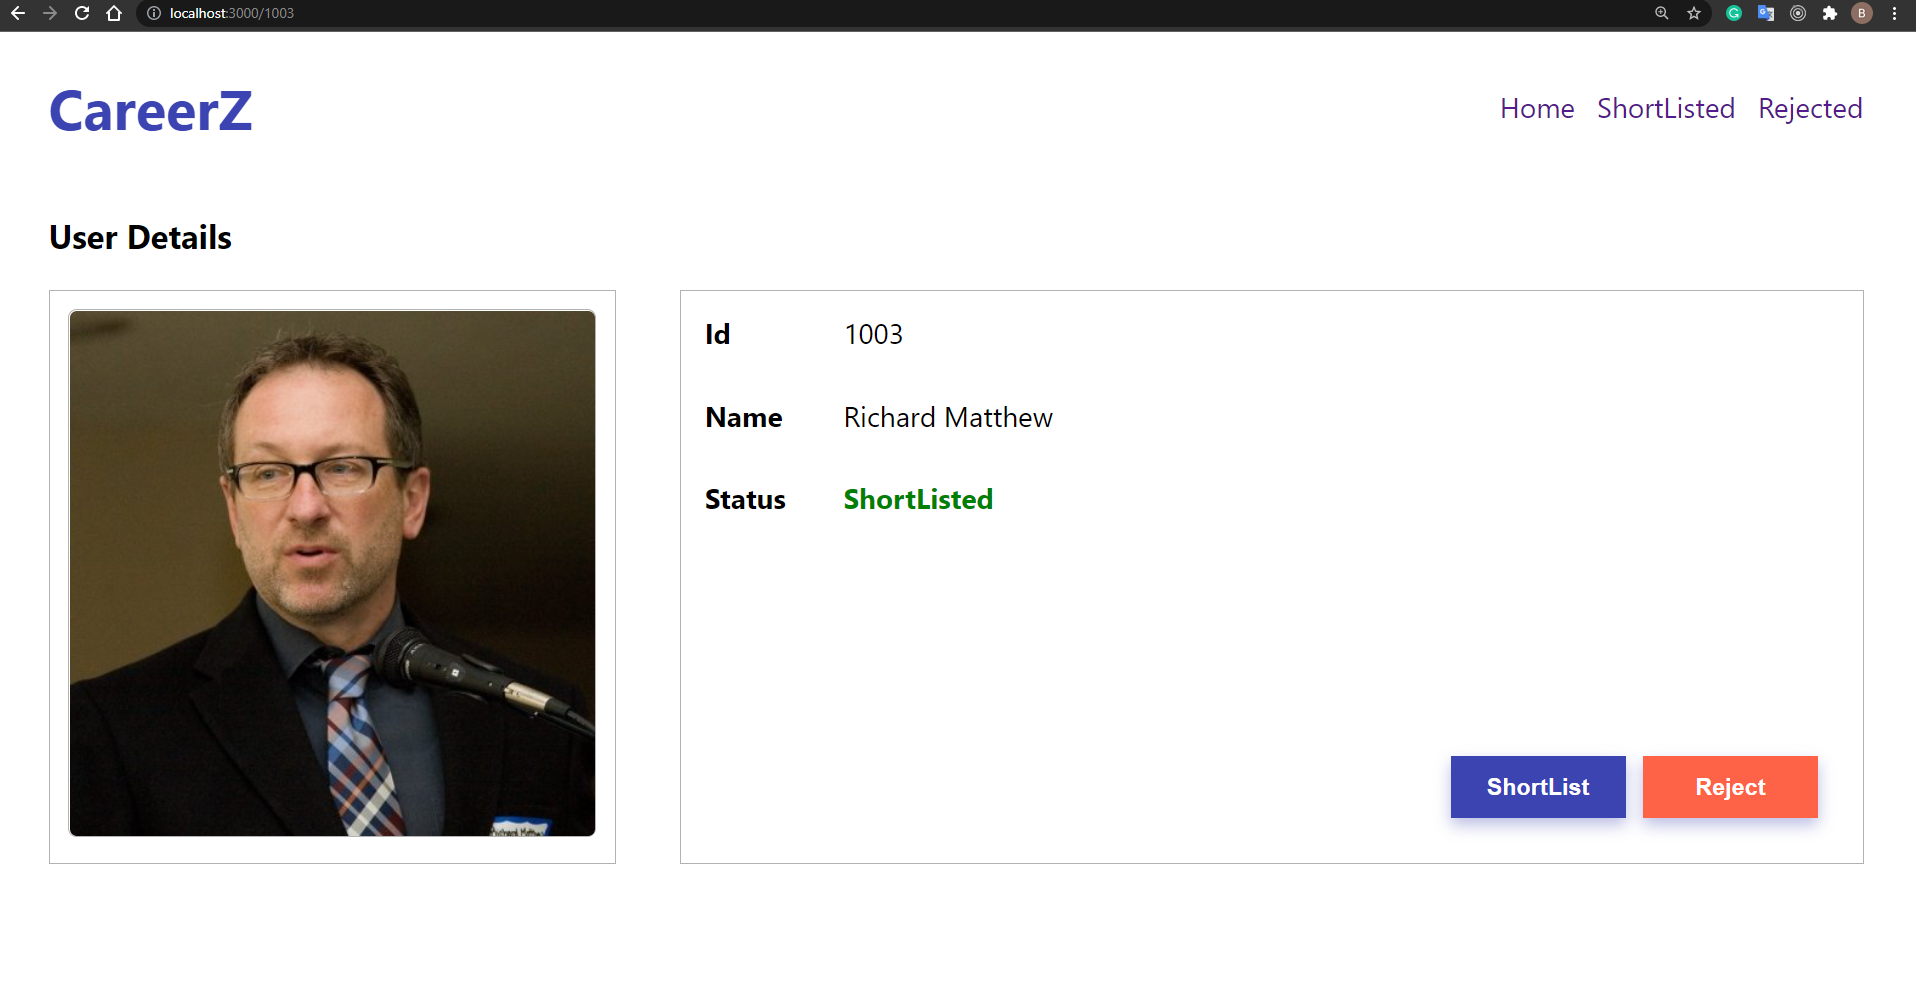 localhost:3000/1003
B
CareerZ
Home ShortListed Rejected
User Details
Id 1003
Name Richard Matthew
Status ShortListed
ShortList Reject